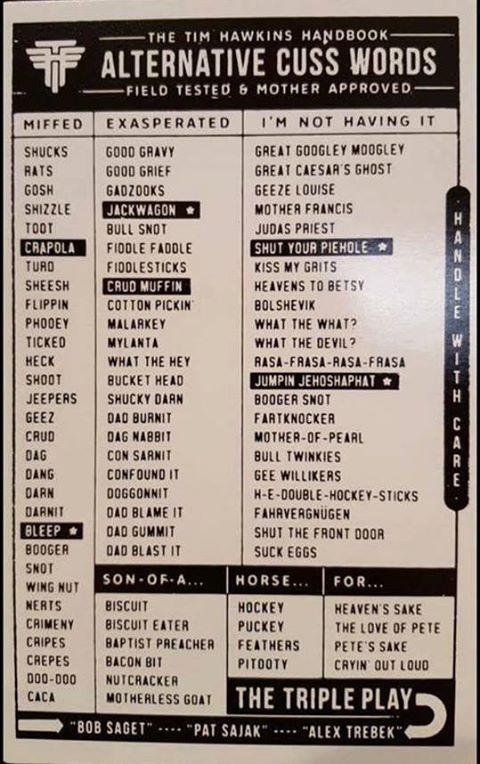 THE TIM HAWKINS HANDBOOK
ALTERNATIVE CUSS WORDS
FIELD TESTED & MOTHER APPROVED
MIFFED
SHUCKS
RATS
GOSH
SHIZZLE
TOOT
CRAPOLA
TURD
SHEESH
FLIPPIN
PHOOEY
TICKED
HECK
SHOOT
JEEPERS
GEEZ
CRUD
DAG
DANG
DARN
DARNIT
BLEEP ★
BOOGER
SNOT
WING NUT
NERTS
CRIMENY
CRIPES
CREPES
DOO-DOO
CACA
EXASPERATED
GOOD GRAVY
GOOD GRIEF
GADZOOKS
JACKWAGON ★
BULL SNOT
FIDDLE FADDLE
FIDDLESTICKS
CRUD MUFFIN
COTTON PICKIN'
MALARKEY
MYLANTA
WHAT THE HEY
BUCKET HEAD
SHUCKY DARN
DAD BURNIT
DAG NABBIT
CON SARNIT
CONFOUND IT
DOGGONNIT
DAD BLAME IT
DAD GUMMIT
DAD BLAST IT
I'M NOT HAVING IT
GREAT GOOGLEY MOOGLEY
GREAT CAESAR'S GHOST
GEEZE LOUISE
MOTHER FRANCIS
JUDAS PRIEST
SHUT YOUR PIEHOLE ★
KISS MY GRITS
HEAVENS TO BETSY
BOLSHEVIK
WHAT THE WHAT?
WHAT THE DEVIL?
RASA-FRASA-RASA-FRASA
JUMPIN JEHOSHAPHAT ★
BOOGER SNOT
FARTKNOCKER
MOTHER-OF-PEARL
BULL TWINKIES
GEE WILLIKERS
H-E-DOUBLE-HOCKEY-STICKS
FAHRVERGNÜGEN
SHUT THE FRONT DOOR
SUCK EGGS
HANDLE WITH CARE
SON-OF-A...
BISCUIT
BISCUIT EATER
BAPTIST PREACHER
BACON BIT
NUTCRACKER
MOTHERLESS GOAT
HORSE...
HOCKEY
PUCKEY
FEATHERS
PITOOTY
FOR...
HEAVEN'S SAKE
THE LOVE OF PETE
PETE'S SAKE
CRYIN' OUT LOUD
THE TRIPLE PLAY
"BOB SAGET" ---- "PAT SAJAK" ---- "ALEX TREBEK"